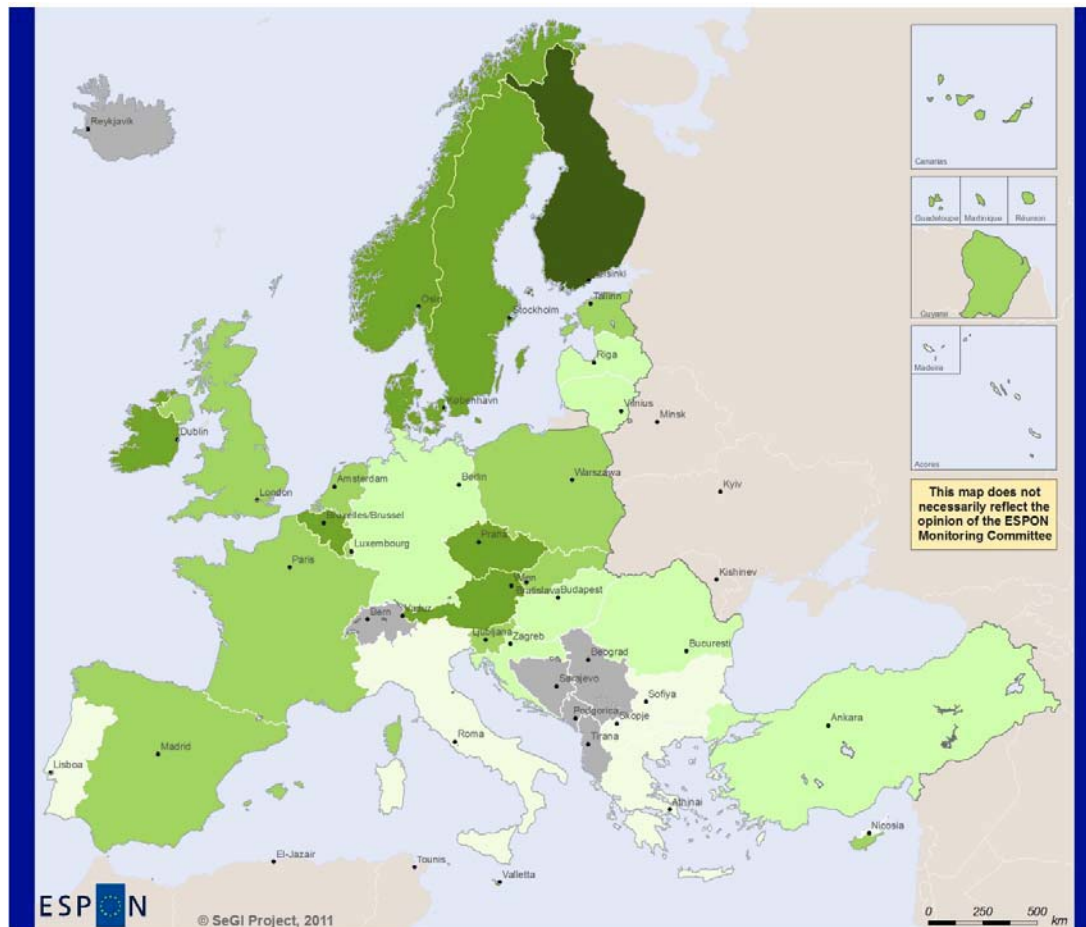 Reykjavík
Canarias
Guadeloupe
Martinique
Réunion
Guyane
Madeira
Acores
This map does not
necessarily reflect the
opinion of the ESPON
Monitoring Committee
Oslo
Stockholm
Tallinn
Riga
København
Vilnius
Minsk
Dublin
Amsterdam
Berlin
Warszawa
London
Kyiv
Bruxelles/Brussel
Praha
Luxembourg
Paris
Kishinev
Wien
Bratislava
Budapest
Bern
Vaduz
Ljubljana
Zagreb
Bucuresti
Beograd
Sarajevo
Sofiya
Podgorica
Skopje
Ankara
Madrid
Roma
Tirana
Lisboa
Athinai
Nicosia
El-Jazair
Tounis
Valletta
ESPON
© SeGI Project, 2011
0 250 500
km